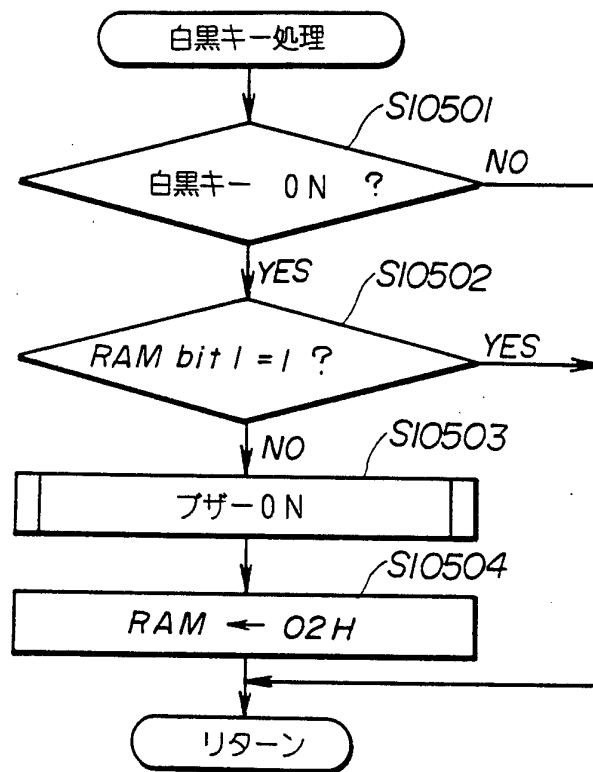 白黒キー処理
S10501
白黒キー ON ?
NO
YES
S10502
RAM bit 1 = 1 ?
YES
NO
S10503
ブザーON
S10504
RAM ← 02H
リターン